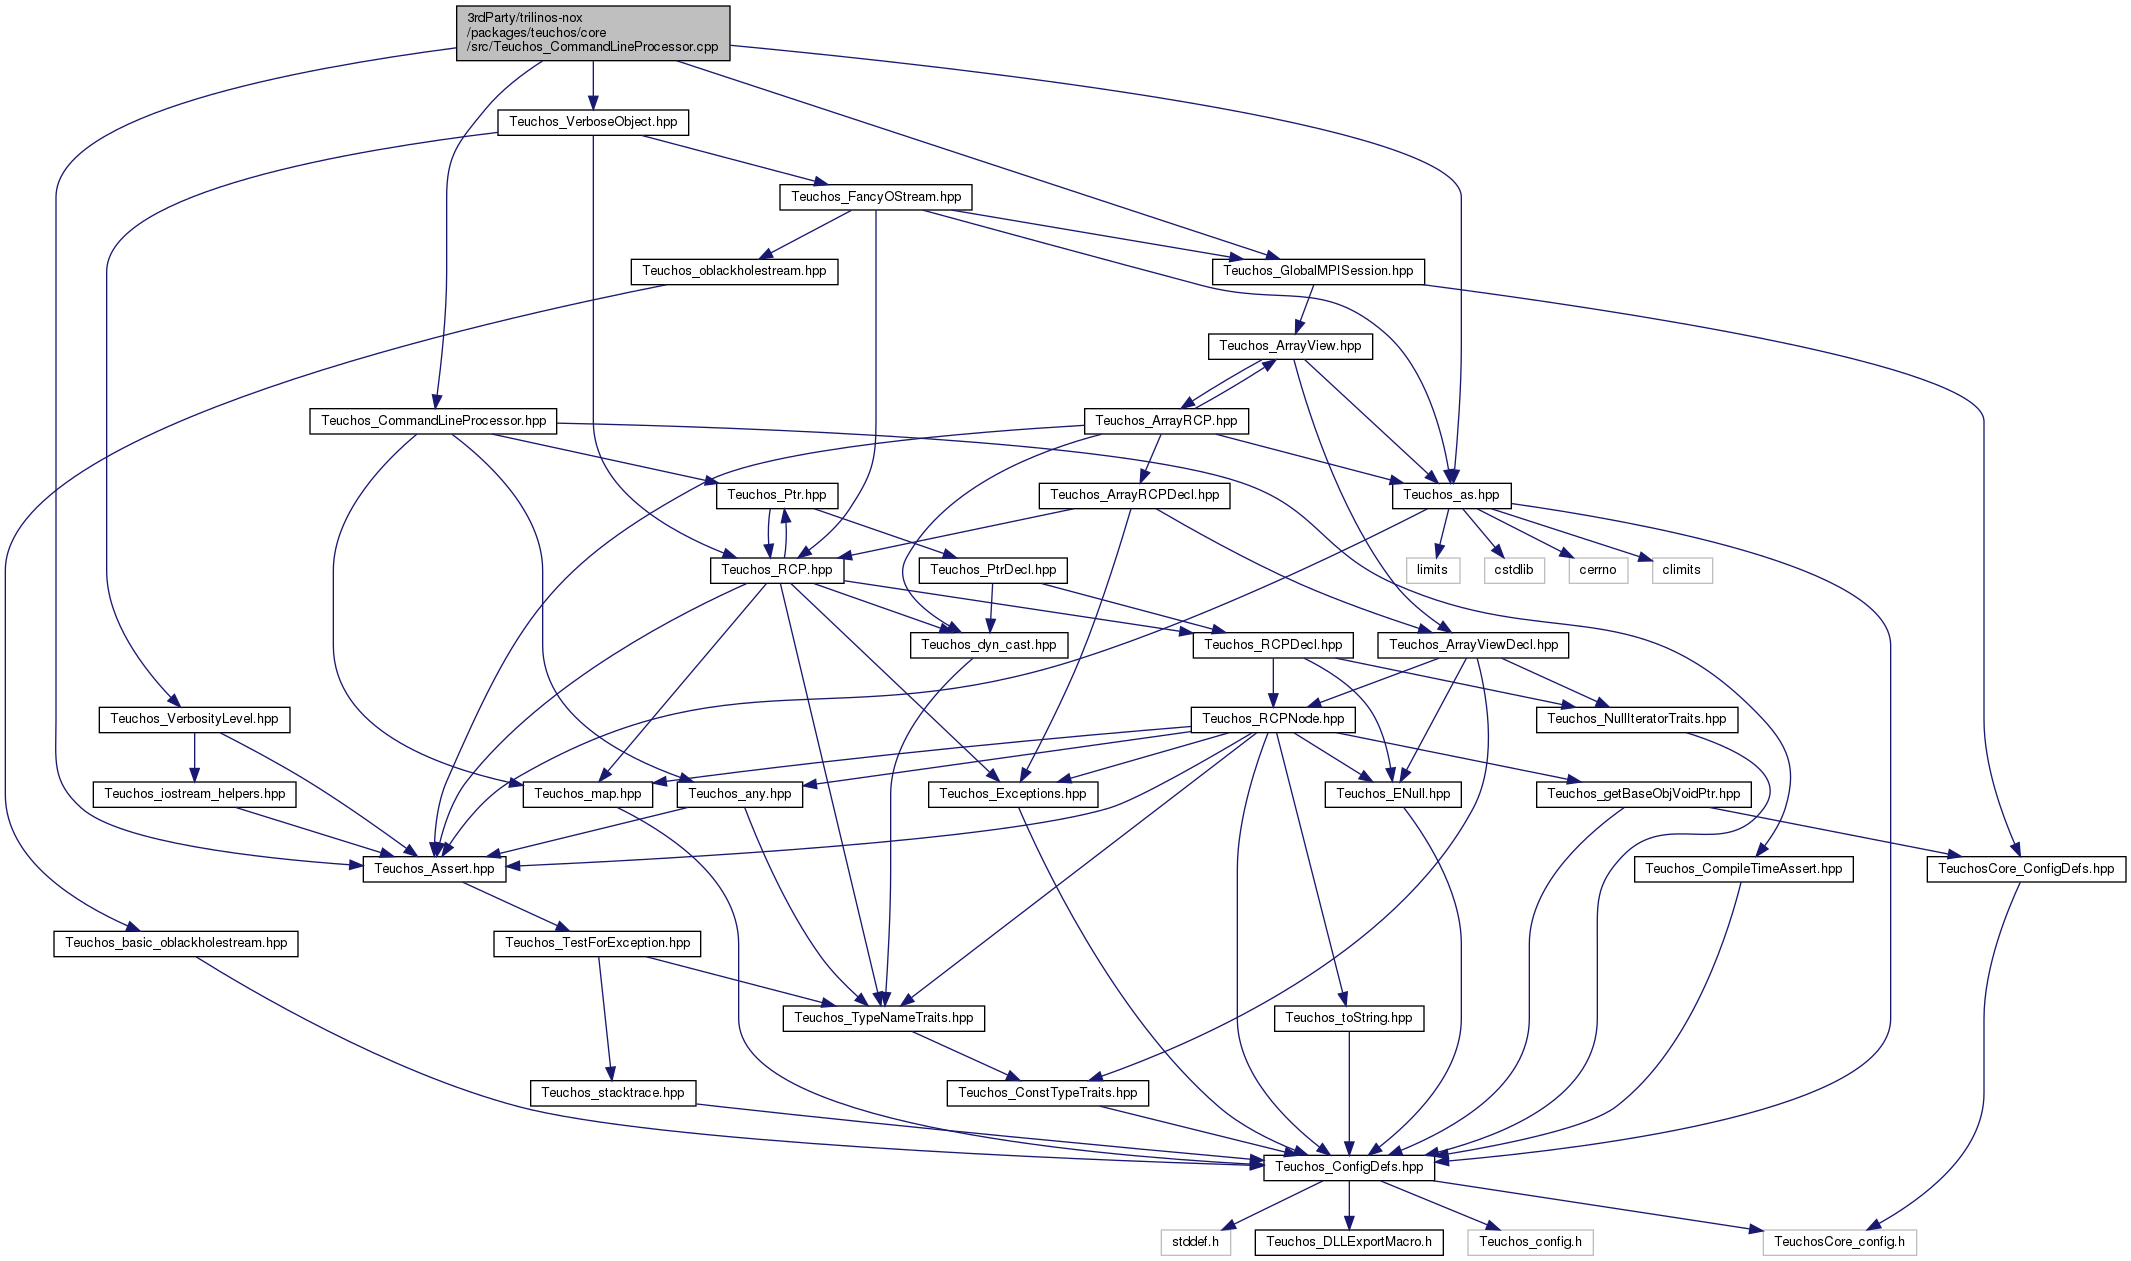 3rdParty/trilinos-nox
/packages/teuchos/core
/src/Teuchos_CommandLineProcessor.cpp
Teuchos_VerboseObject.hpp
Teuchos_FancyOStream.hpp
Teuchos_oblackholestream.hpp
Teuchos_GlobalMPISession.hpp
Teuchos_ArrayView.hpp
Teuchos_CommandLineProcessor.hpp
Teuchos_ArrayRCP.hpp
Teuchos_Ptr.hpp
Teuchos_ArrayRCPDecl.hpp
Teuchos_as.hpp
Teuchos_RCP.hpp
Teuchos_PtrDecl.hpp
limits
cstdlib
cerrno
climits
Teuchos_dyn_cast.hpp
Teuchos_RCPDecl.hpp
Teuchos_ArrayViewDecl.hpp
Teuchos_VerbosityLevel.hpp
Teuchos_RCPNode.hpp
Teuchos_NullIteratorTraits.hpp
Teuchos_iostream_helpers.hpp
Teuchos_map.hpp
Teuchos_any.hpp
Teuchos_Exceptions.hpp
Teuchos_ENull.hpp
Teuchos_getBaseObjVoidPtr.hpp
Teuchos_Assert.hpp
Teuchos_CompileTimeAssert.hpp
TeuchosCore_ConfigDefs.hpp
Teuchos_basic_oblackholestream.hpp
Teuchos_TestForException.hpp
Teuchos_TypeNameTraits.hpp
Teuchos_toString.hpp
Teuchos_stacktrace.hpp
Teuchos_ConstTypeTraits.hpp
Teuchos_ConfigDefs.hpp
stddef.h
Teuchos_DLLExportMacro.h
Teuchos_config.h
TeuchosCore_config.h